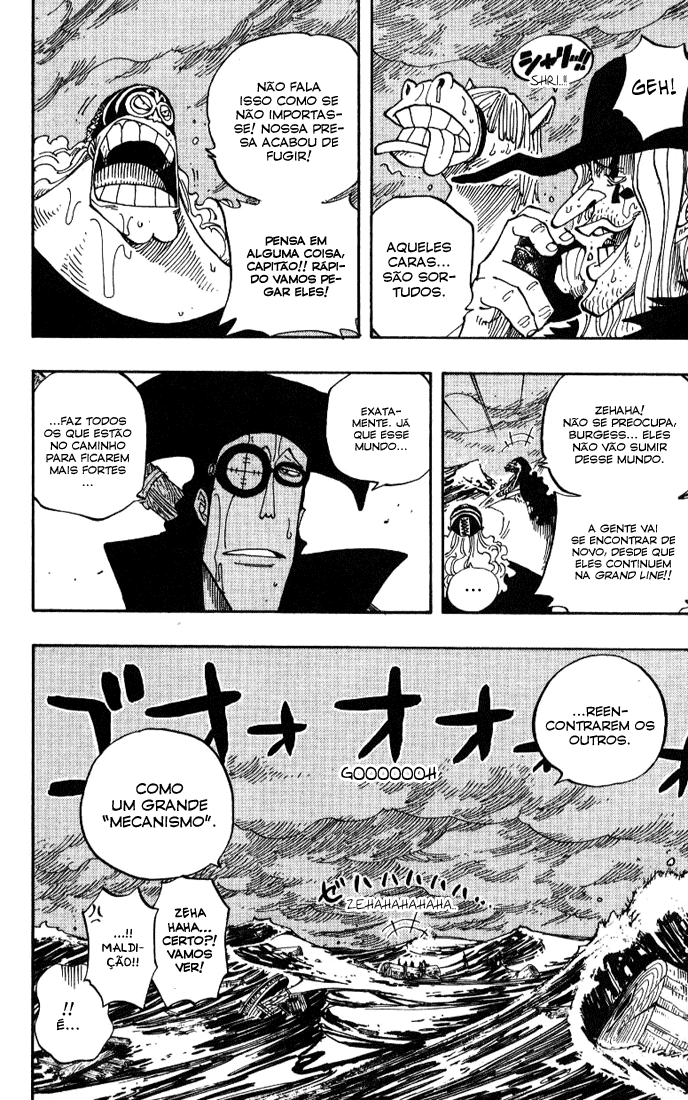 GEH!
シャリ…!!
SHRI..!!
AQUELES
CARAS...
SÃO SOR-
TUDOS.
NÃO FALA
ISSO COMO SE
NÃO IMPORTAS-
SE! NOSSA PRE-
SA ACABOU DE
FUGIR!
PENSA EM
ALGUMA COISA,
CAPITÃO!! RÁPI-
DO VAMOS PE-
GAR ELES!
ZEHAHA!
NÃO SE PREOCUPA,
BURGESS... ELES
NÃO VÃO SUMIR
DESSE MUNDO.
A GENTE VAI
SE ENCONTRAR DE
NOVO, DESDE QUE
ELES CONTINUEM
NA GRAND LINE!!
...
EXATA-
MENTE. JÁ
QUE ESSE
MUNDO...
...FAZ TODOS
OS QUE ESTÃO
NO CAMINHO
PARA FICAREM
MAIS FORTES
...
...REEN-
CONTRAREM OS
OUTROS.
ゴオオオオオオ
GOOOOOOH
COMO
UM GRANDE
"MECANISMO".
ゼハハハハハハ...
ZEHAHAHAHAHA...
ZEHA
HAHA...
CERTO?!
VAMOS
VER!
...!!
MALDI-
ÇÃO!!
!!
É...